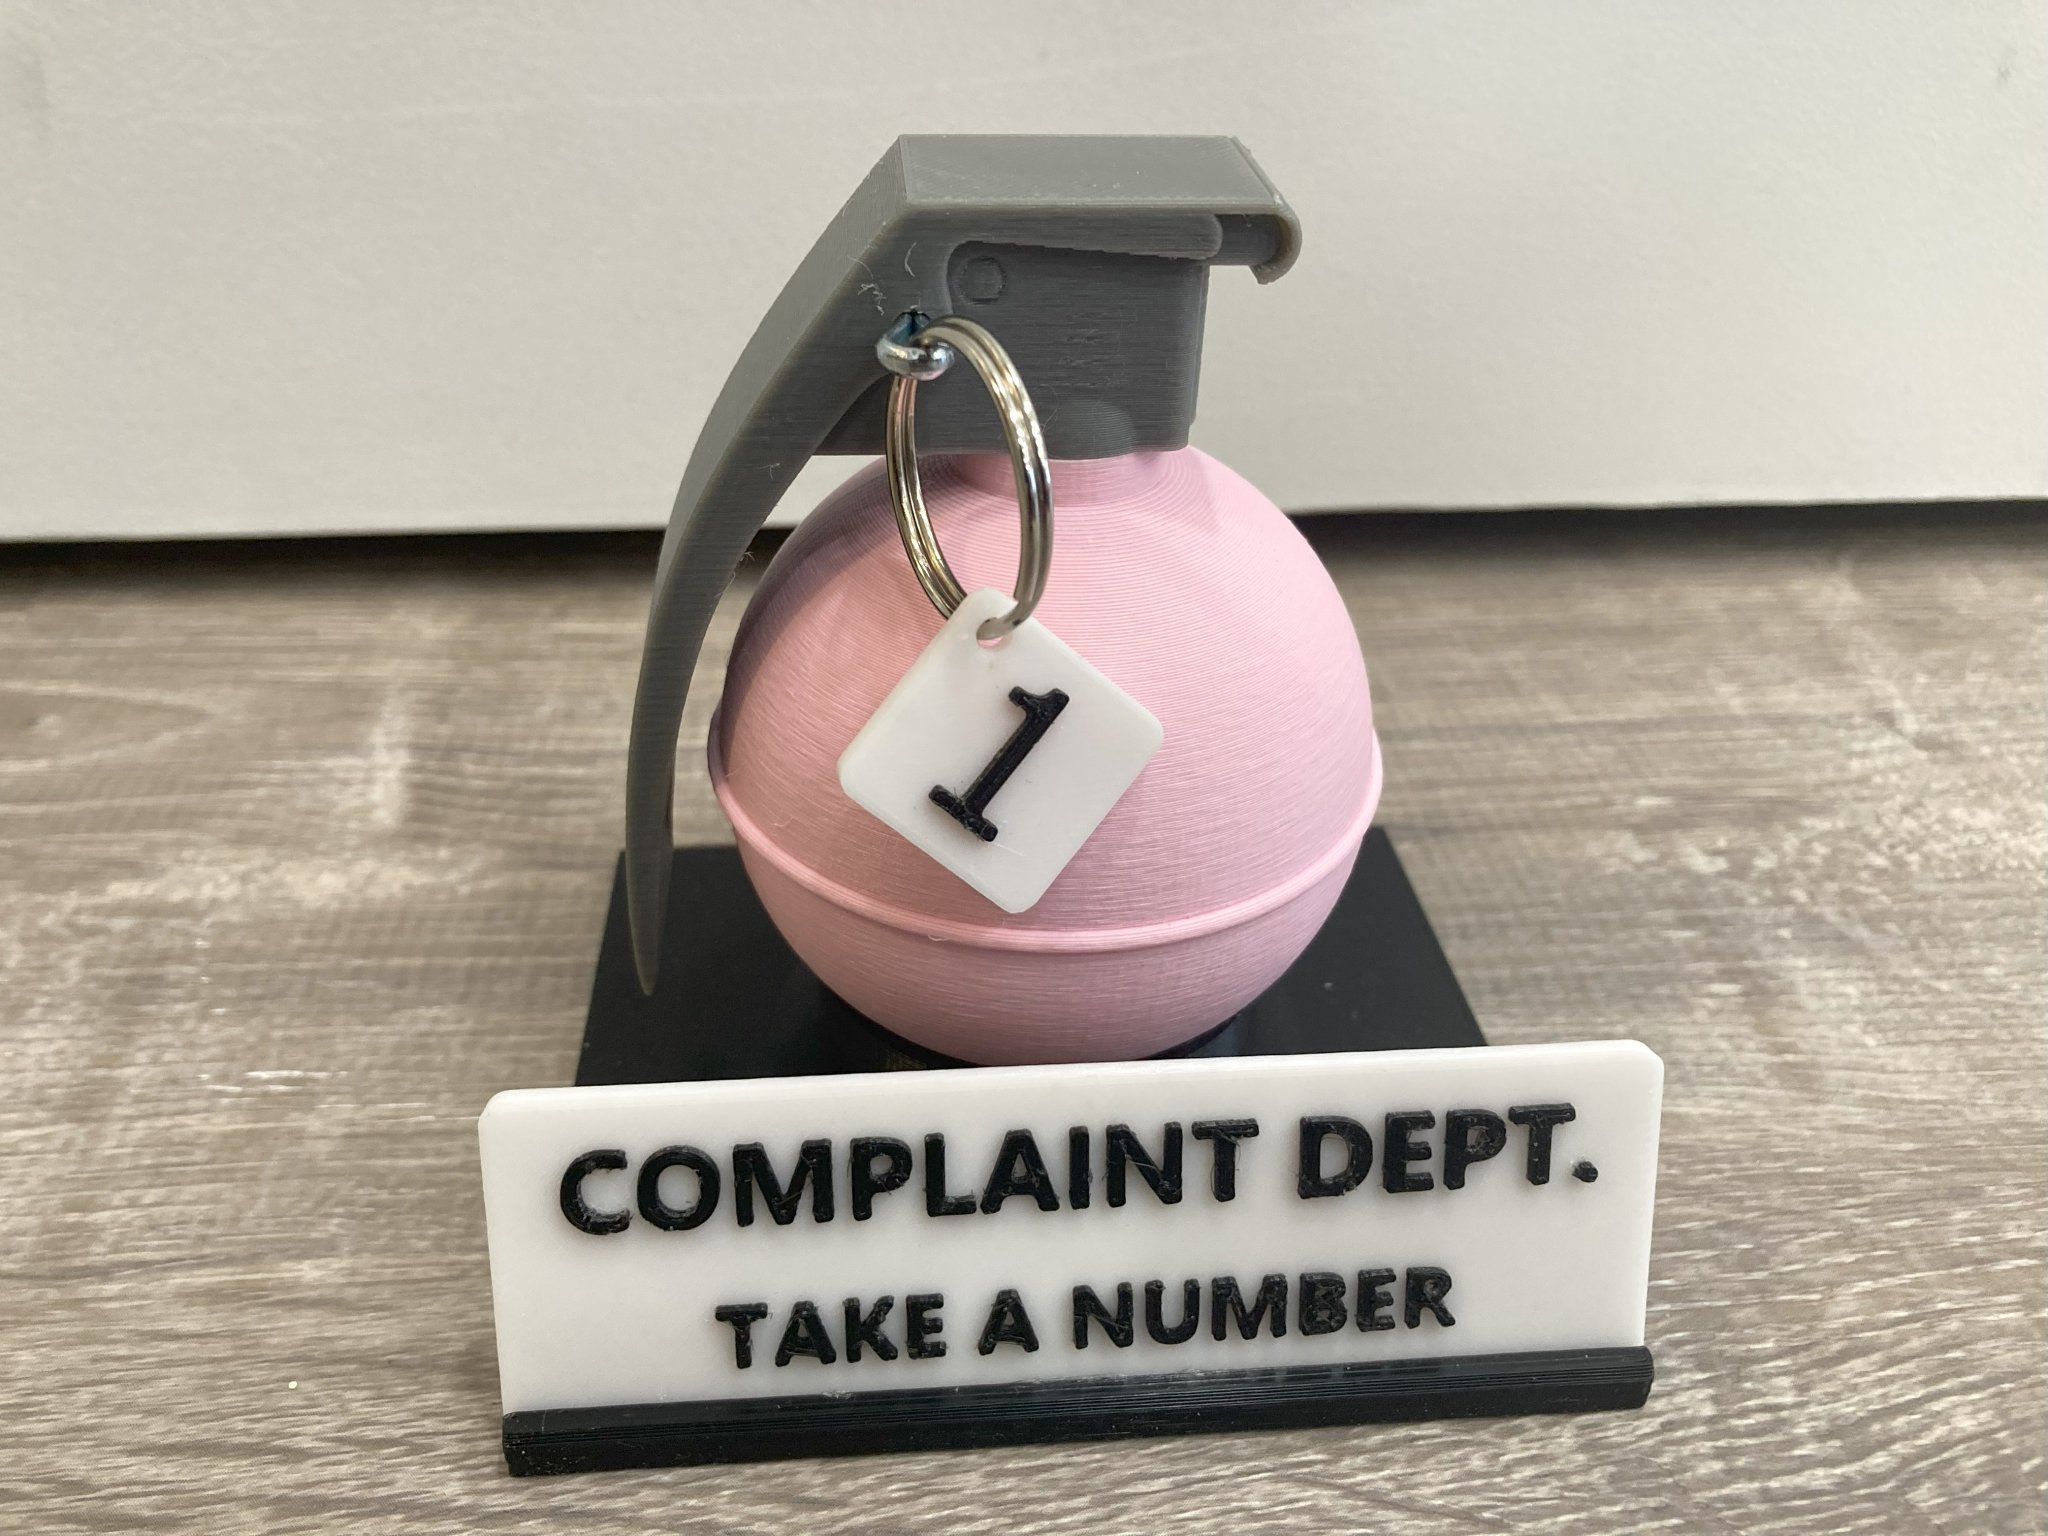 1
COMPLAINT DEPT.
TAKE A NUMBER